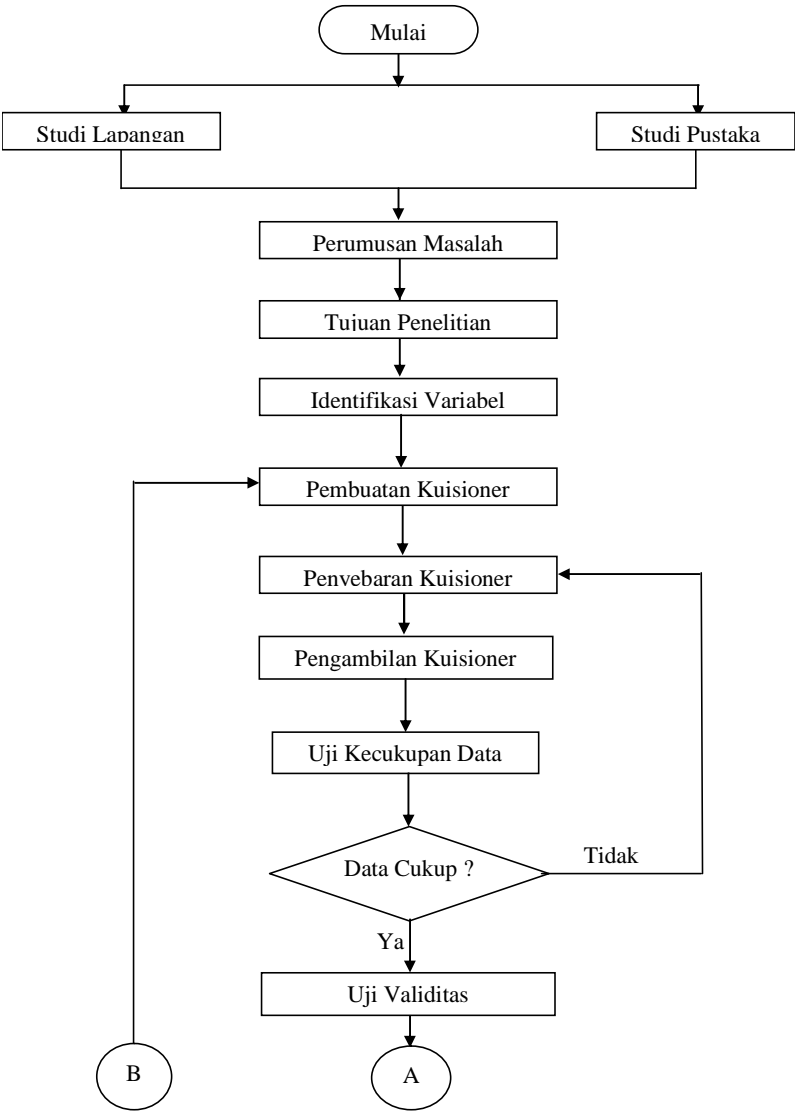 Mulai
Studi Lapangan
Studi Pustaka
Perumusan Masalah
Tujuan Penelitian
Identifikasi Variabel
Pembuatan Kuisioner
Penyebaran Kuisioner
Pengambilan Kuisioner
Uji Kecukupan Data
Data Cukup ?
Tidak
Ya
Uji Validitas
B
A